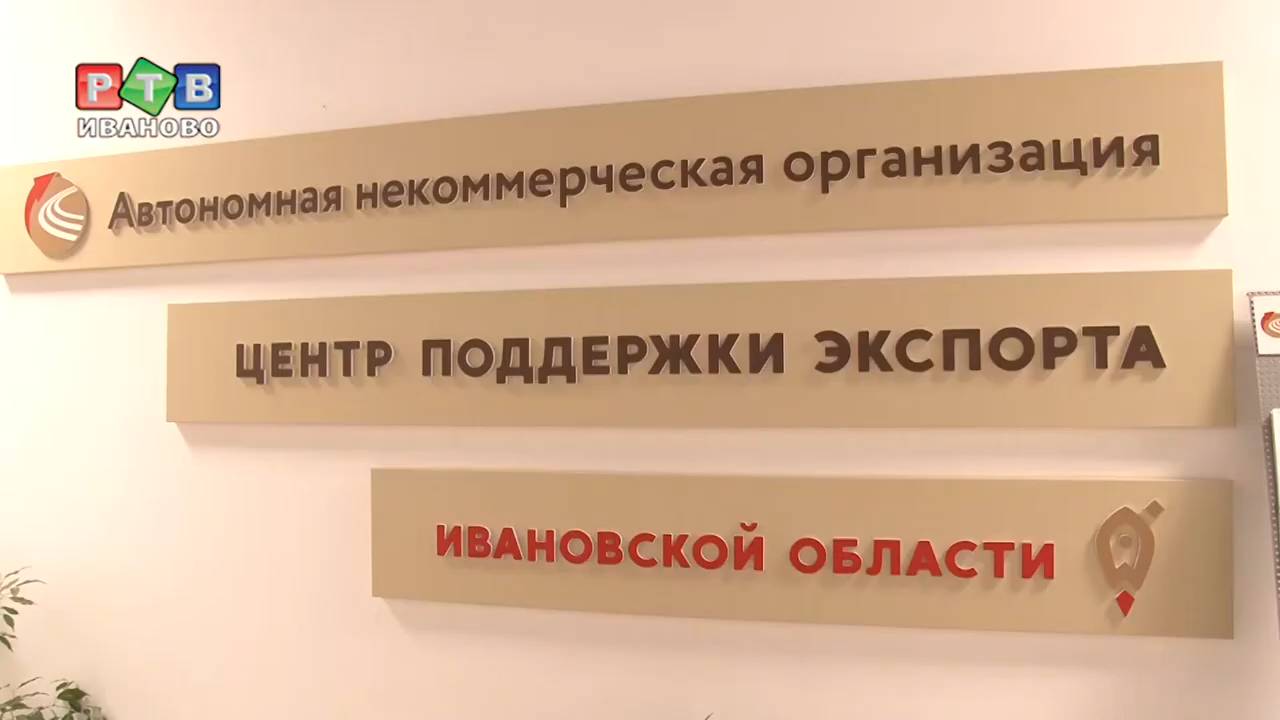 РТВ
ИВАНОВО
Автономная некоммерческая организация
ЦЕНТР ПОДДЕРЖКИ ЭКСПОРТА
ИВАНОВСКОЙ ОБЛАСТИ